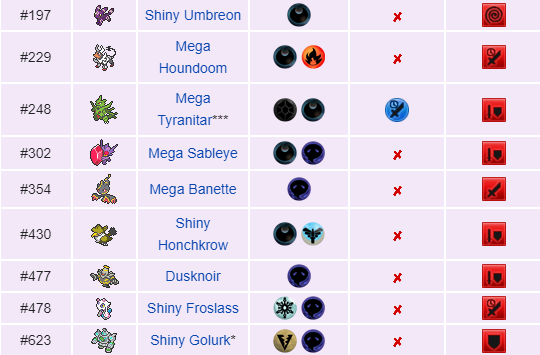 #197 Shiny Umbreon ✗
#229 Mega Houndoom ✗
#248 Mega Tyranitar***
#302 Mega Sableye ✗
#354 Mega Banette ✗
#430 Shiny Honchkrow ✗
#477 Dusknoir ✗
#478 Shiny Froslass ✗
#623 Shiny Golurk* ✗